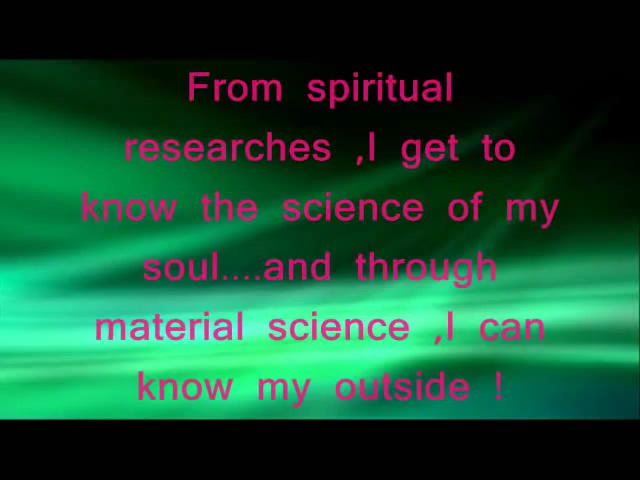 From spiritual
researches ,I get to
know the science of my
soul....and through
material science ,I can
know my outside !